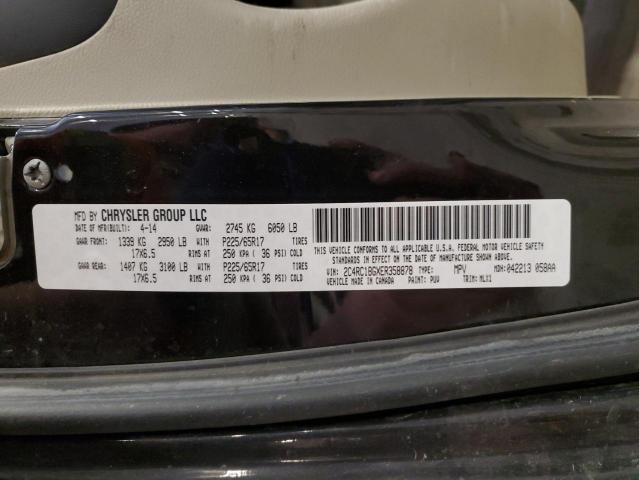 MFD BY CHRYSLER GROUP LLC
DATE OF MFR(BUILT): 4-14 GVWR: 2745 KG 6050 LB
GAWR FRONT: 1339 KG 2950 LB WITH P225/65R17 TIRES
17X6.5 RIMS AT 250 KPA ( 36 PSI) COLD
GAWR REAR: 1407 KG 3100 LB WITH P225/65R17 TIRES
17X6.5 RIMS AT 250 KPA ( 36 PSI) COLD
THIS VEHICLE CONFORMS TO ALL APPLICABLE U.S.A. FEDERAL MOTOR VEHICLE SAFETY
STANDARDS IN EFFECT ON THE DATE OF MANUFACTURE SHOWN ABOVE.
VIN: 2C4RC1BGXER358878 TYPE: MPV MDH:042213 058AA
VEHICLE MADE IN CANADA PAINT: PUV TRIM: MLX1